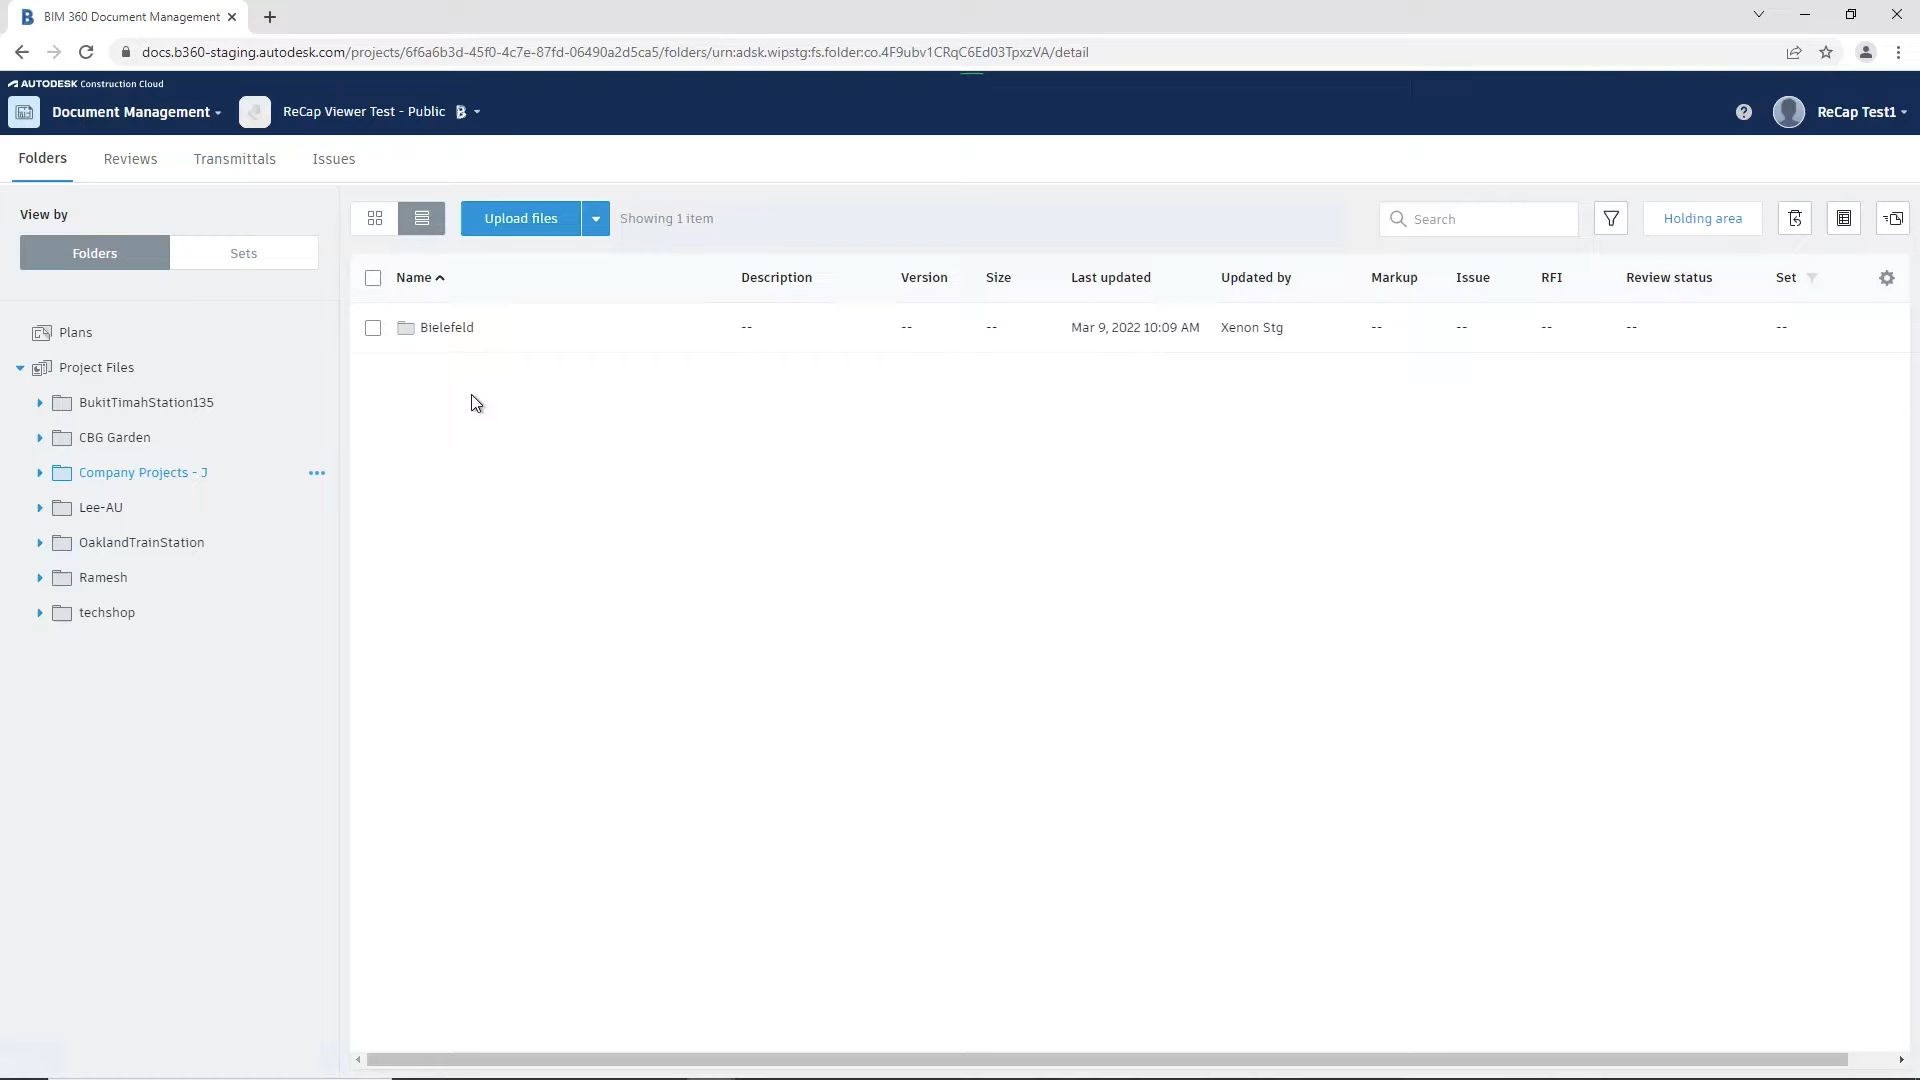 BIM 360 Document Management
docs.b360-staging.autodesk.com/projects/6f6a6b3d-45f0-4c7e-87fd-06490a2d5ca5/folders/urn:adsk.wipstg:fs.folder:co.4F9ubv1CRqC6Ed03TpxzVA/detail
AUTODESK Construction Cloud
Document Management ReCap Viewer Test - Public B ReCap Test1
Folders Reviews Transmittals Issues
View by
Folders Sets
Upload files Showing 1 item Search Holding area
Name Description Version Size Last updated Updated by Markup Issue RFI Review status Set
Bielefeld -- -- -- Mar 9, 2022 10:09 AM Xenon Stg -- -- -- -- --
Plans
Project Files
BukitTimahStation135
CBG Garden
Company Projects - J
Lee-AU
OaklandTrainStation
Ramesh
techshop